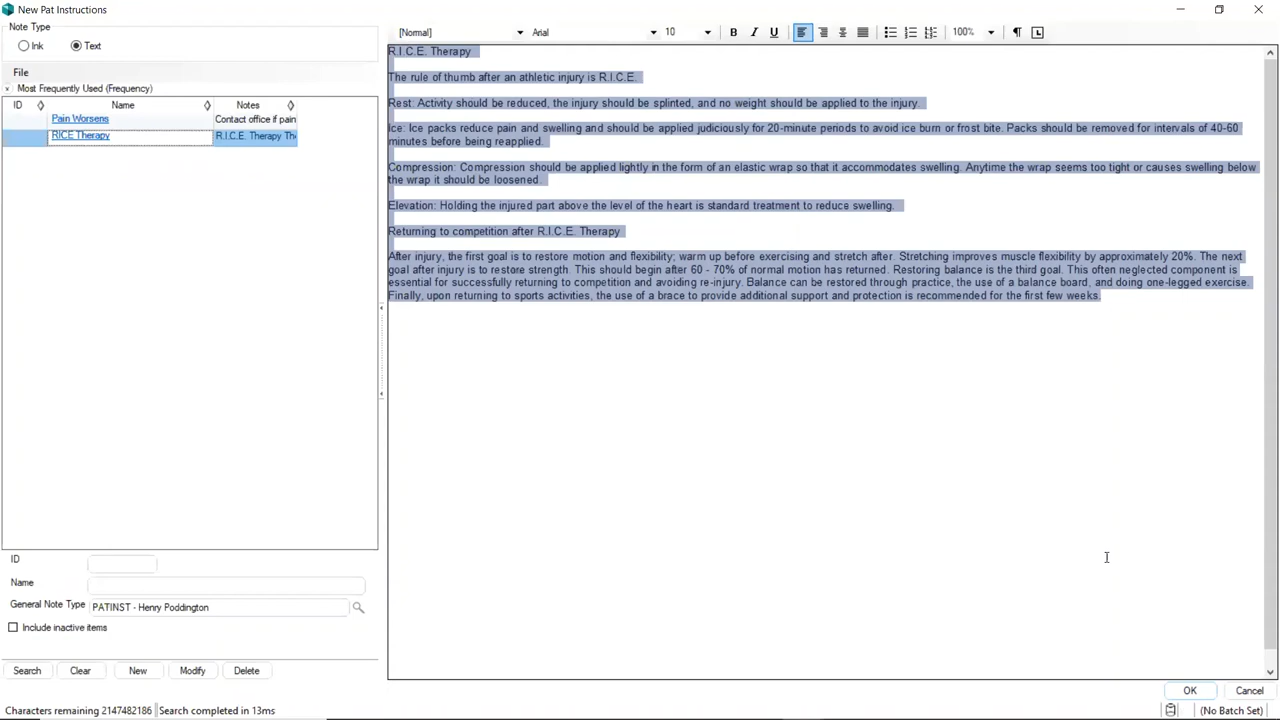 New Pat Instructions
Note Type
Ink
Text
File
Most Frequently Used (Frequency)
ID
Name
Notes
Pain Worsens
Contact office if pain
RICE Therapy
R.I.C.E. Therapy Th
ID
Name
General Note Type
PATINST - Henry Poddington
Include inactive items
Search
Clear
New
Modify
Delete
Characters remaining 2147482186
Search completed in 13ms
[Normal]
Arial
10
B
I
U
100%
R.I.C.E. Therapy
The rule of thumb after an athletic injury is R.I.C.E.
Rest: Activity should be reduced, the injury should be splinted, and no weight should be applied to the injury.
Ice: Ice packs reduce pain and swelling and should be applied judiciously for 20-minute periods to avoid ice burn or frost bite. Packs should be removed for intervals of 40-60
minutes before being reapplied.
Compression: Compression should be applied lightly in the form of an elastic wrap so that it accommodates swelling. Anytime the wrap seems too tight or causes swelling below
the wrap it should be loosened.
Elevation: Holding the injured part above the level of the heart is standard treatment to reduce swelling.
Returning to competition after R.I.C.E. Therapy
After injury, the first goal is to restore motion and flexibility; warm up before exercising and stretch after. Stretching improves muscle flexibility by approximately 20%. The next
goal after injury is to restore strength. This should begin after 60 - 70% of normal motion has returned. Restoring balance is the third goal. This often neglected component is
essential for successfully returning to competition and avoiding re-injury. Balance can be restored through practice, the use of a balance board, and doing one-legged exercise.
Finally, upon returning to sports activities, the use of a brace to provide additional support and protection is recommended for the first few weeks.
OK
Cancel
(No Batch Set)